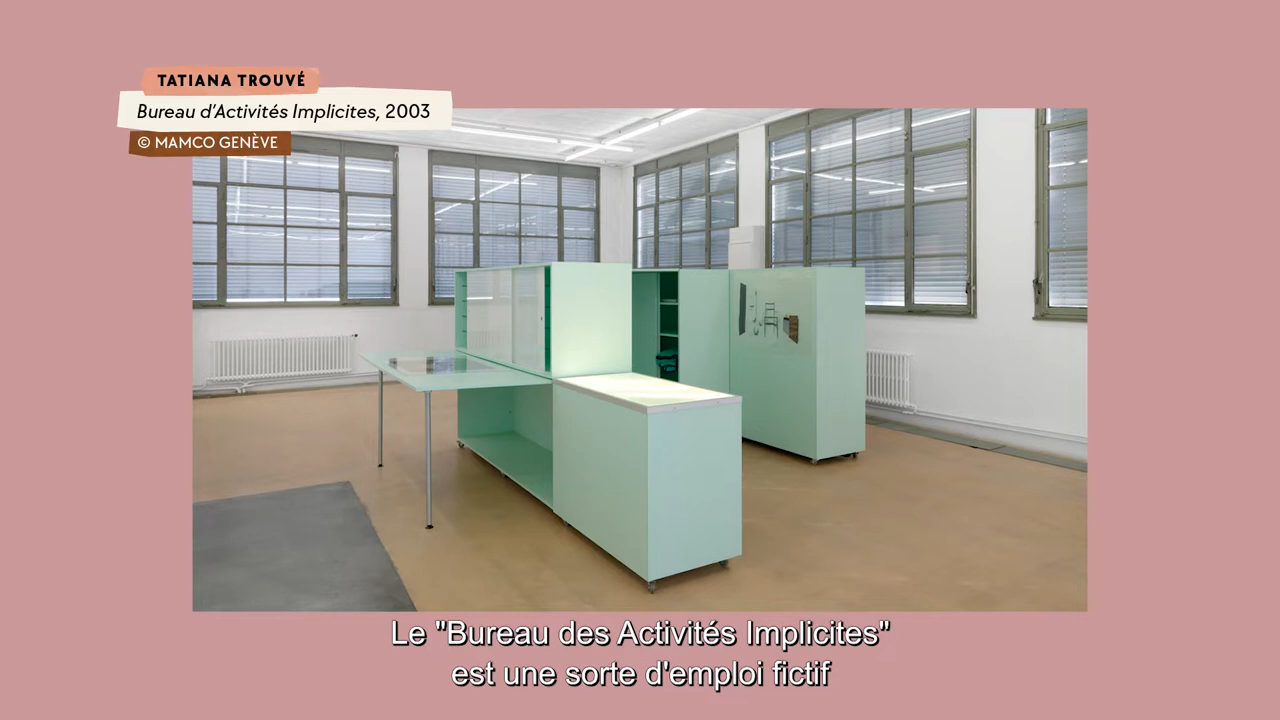 TATIANA TROUVÉ
Bureau d'Activités Implicites, 2003
© MAMCO GENÈVE
Le "Bureau des Activités Implicites"
est une sorte d'emploi fictif